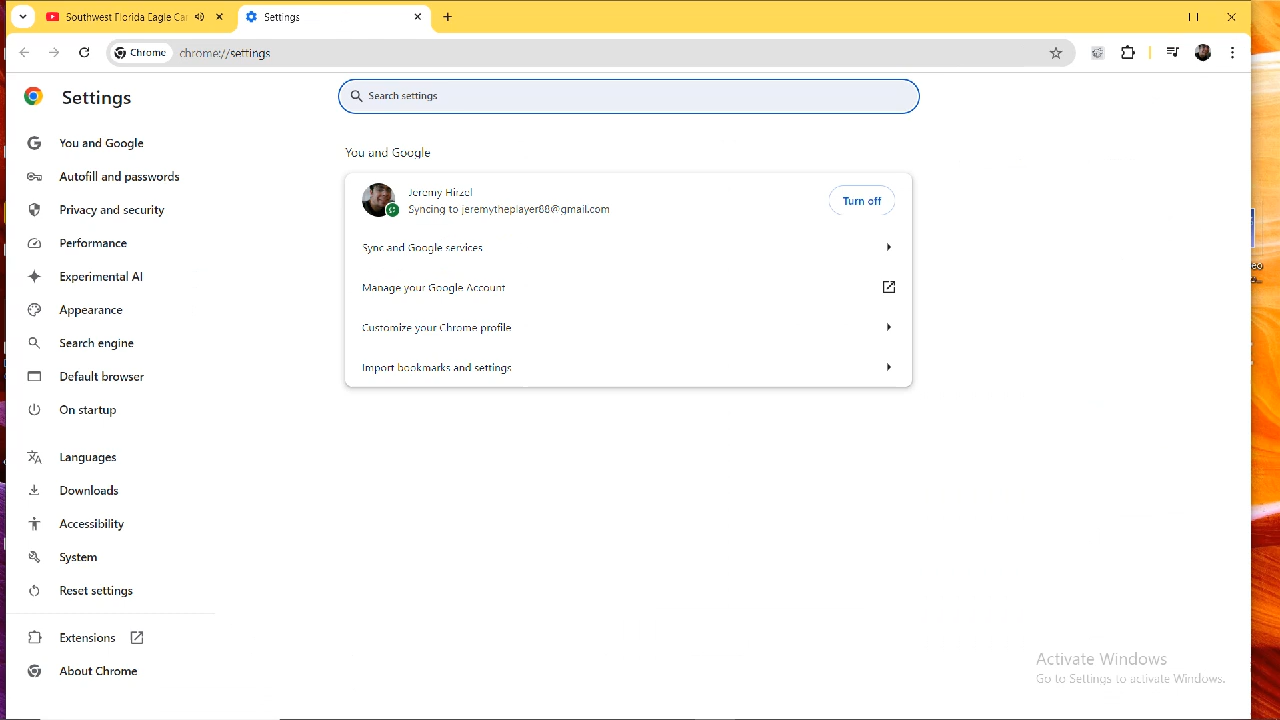 Southwest Florida Eagle Ca
Settings
Chrome
chrome://settings
Settings
Search settings
You and Google
Autofill and passwords
Privacy and security
Performance
Experimental AI
Appearance
Search engine
Default browser
On startup
Languages
Downloads
Accessibility
System
Reset settings
Extensions
About Chrome
You and Google
Jeremy Hirzel
Syncing to jeremytheplayer88@gmail.com
Turn off
Sync and Google services
Manage your Google Account
Customize your Chrome profile
Import bookmarks and settings
Activate Windows
Go to Settings to activate Windows.